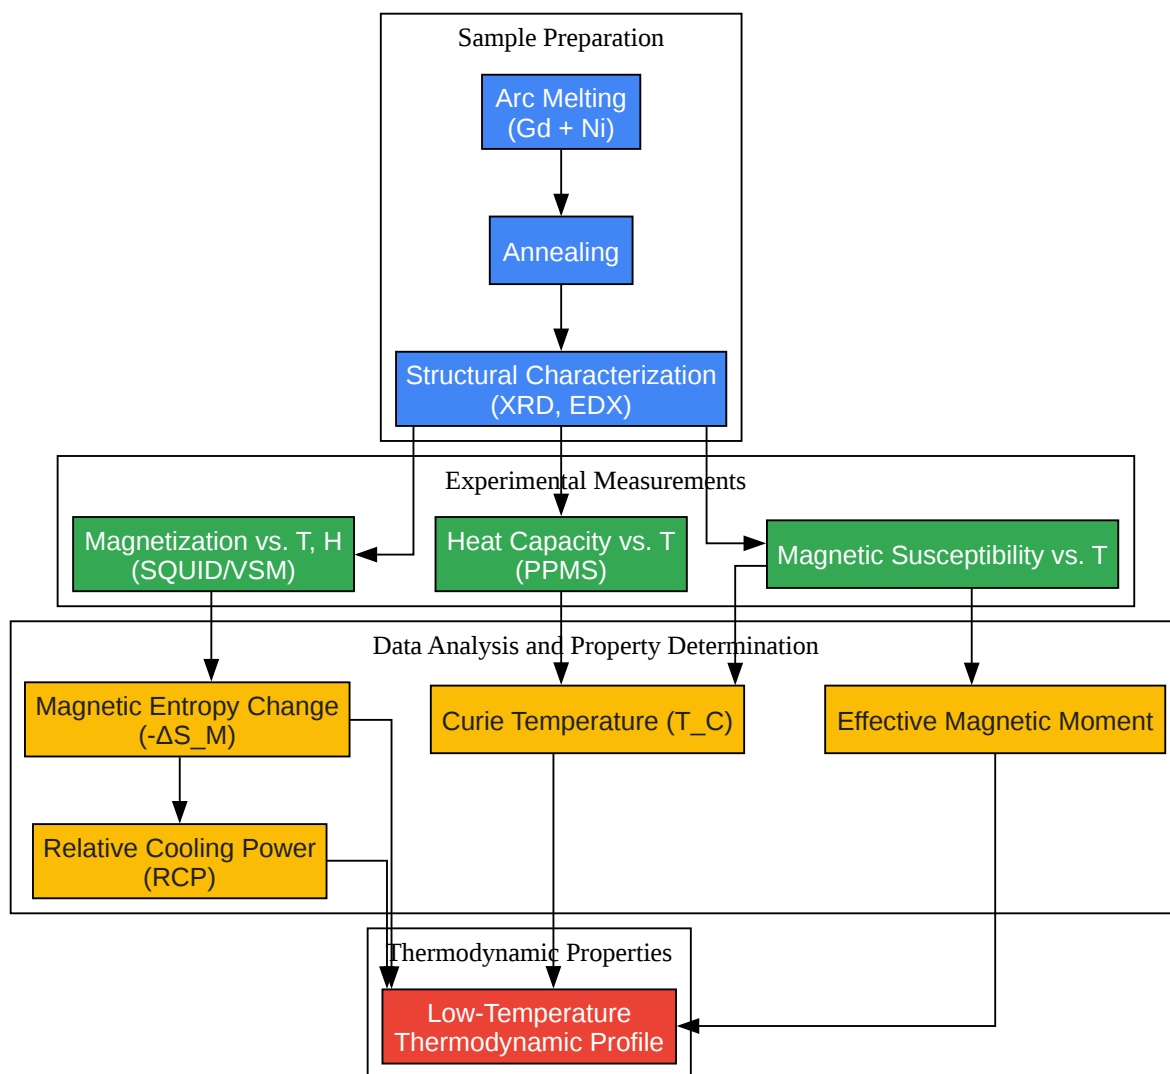 Sample Preparation
Arc Melting
(Gd + Ni)
Annealing
Structural Characterization
(XRD, EDX)
Experimental Measurements
Magnetization vs. T, H
(SQUID/VSM)
Heat Capacity vs. T
(PPMS)
Magnetic Susceptibility vs. T
Data Analysis and Property Determination
Magnetic Entropy Change
(-ΔS_M)
Curie Temperature (T_C)
Effective Magnetic Moment
Relative Cooling Power
(RCP)
Thermodynamic Properties
Low-Temperature
Thermodynamic Profile